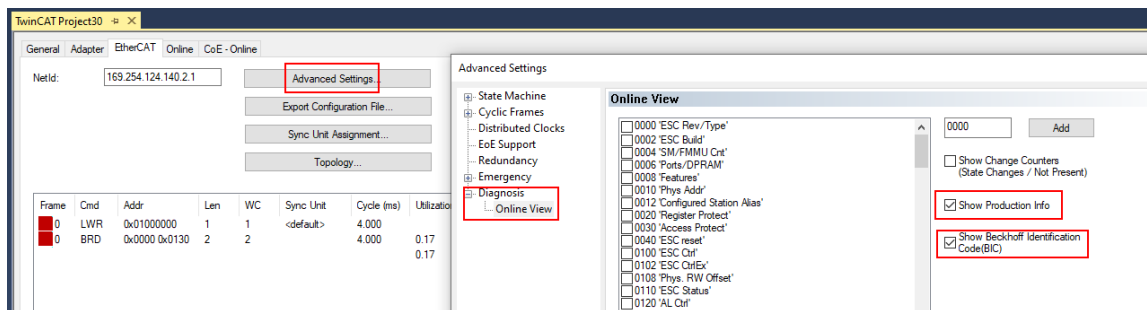 TwinCAT Project30
General Adapter EtherCAT Online CoE - Online
NetId: 169.254.124.140.2.1
Advanced Settings...
Export Configuration File...
Sync Unit Assignment...
Topology...
Frame Cmd Addr Len WC Sync Unit Cycle (ms) Utilizatio
0 LWR 0x01000000 1 1 <default> 4.000
0 BRD 0x0000 0x0130 2 2 4.000 0.17
0.17
Advanced Settings
State Machine
Cyclic Frames
Distributed Clocks
EoE Support
Redundancy
Emergency
Diagnosis
Online View
Online View
0000 'ESC Rev/Type'
0002 'ESC Build'
0004 'SM/FMMU Cnt'
0006 'Ports/DPRAM'
0008 'Features'
0010 'Phys Addr'
0012 'Configured Station Alias'
0020 'Register Protect'
0030 'Access Protect'
0040 'ESC reset'
0100 'ESC Ctrl'
0102 'ESC CtrlEx'
0108 'Phys. RW Offset'
0110 'ESC Status'
0120 'AL Ctrl'
0000 Add
Show Change Counters
(State Changes / Not Present)
Show Production Info
Show Beckhoff Identification
Code(BIC)